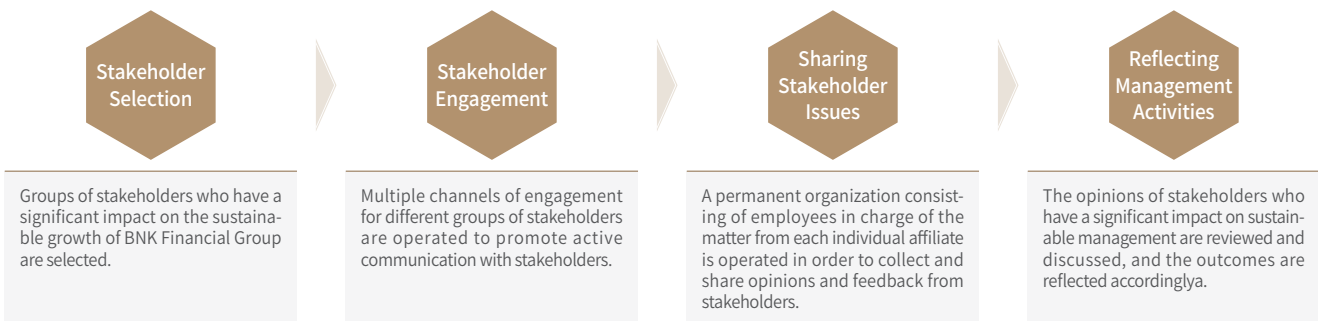 Stakeholder
Selection
Groups of stakeholders who have a
significant impact on the sustaina-
ble growth of BNK Financial Group
are selected.
Stakeholder
Engagement
Multiple channels of engagement
for different groups of stakeholders
are operated to promote active
communication with stakeholders.
Sharing
Stakeholder
Issues
A permanent organization consist-
ing of employees in charge of the
matter from each individual affiliate
is operated in order to collect and
share opinions and feedback from
stakeholders.
Reflecting
Management
Activities
The opinions of stakeholders who
have a significant impact on sustain-
able management are reviewed and
discussed, and the outcomes are
reflected accordinglya.